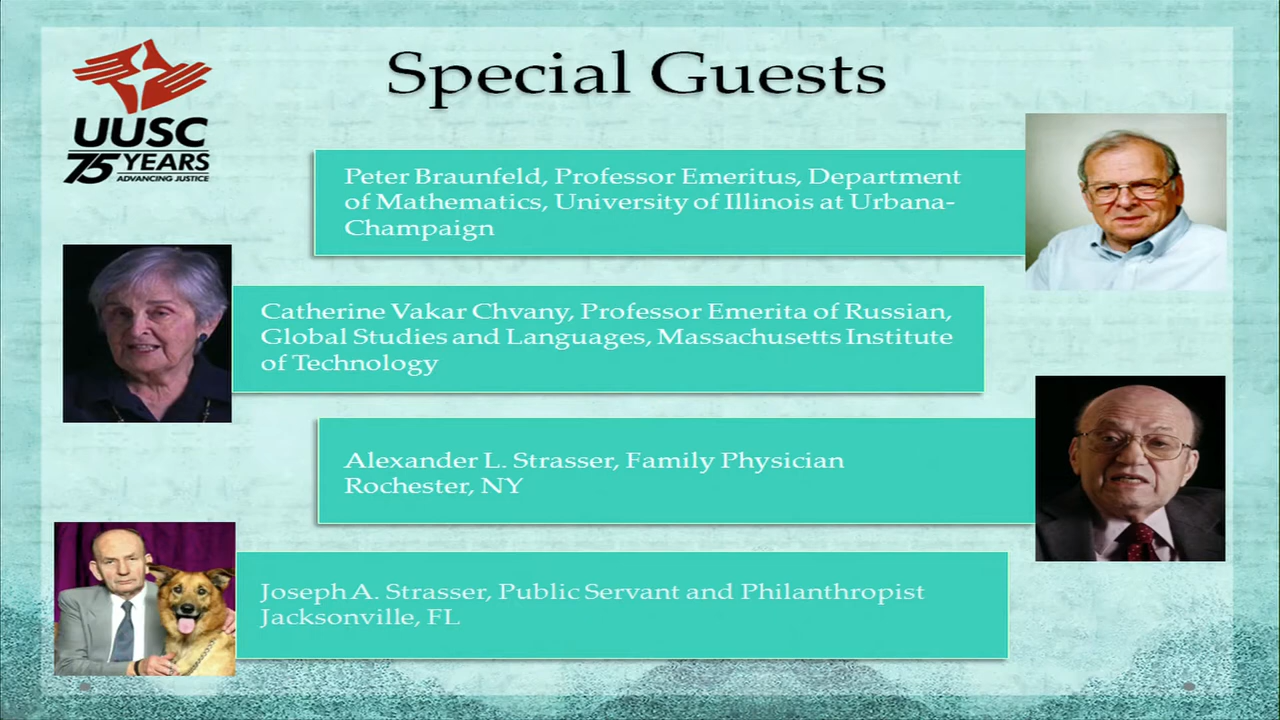 Special Guests
UUSC
75 YEARS
ADVANCING JUSTICE
Peter Braunfeld, Professor Emeritus, Department
of Mathematics, University of Illinois at Urbana-
Champaign
Catherine Vakar Chvany, Professor Emerita of Russian,
Global Studies and Languages, Massachusetts Institute
of Technology
Alexander L. Strasser, Family Physician
Rochester, NY
Joseph A. Strasser, Public Servant and Philanthropist
Jacksonville, FL